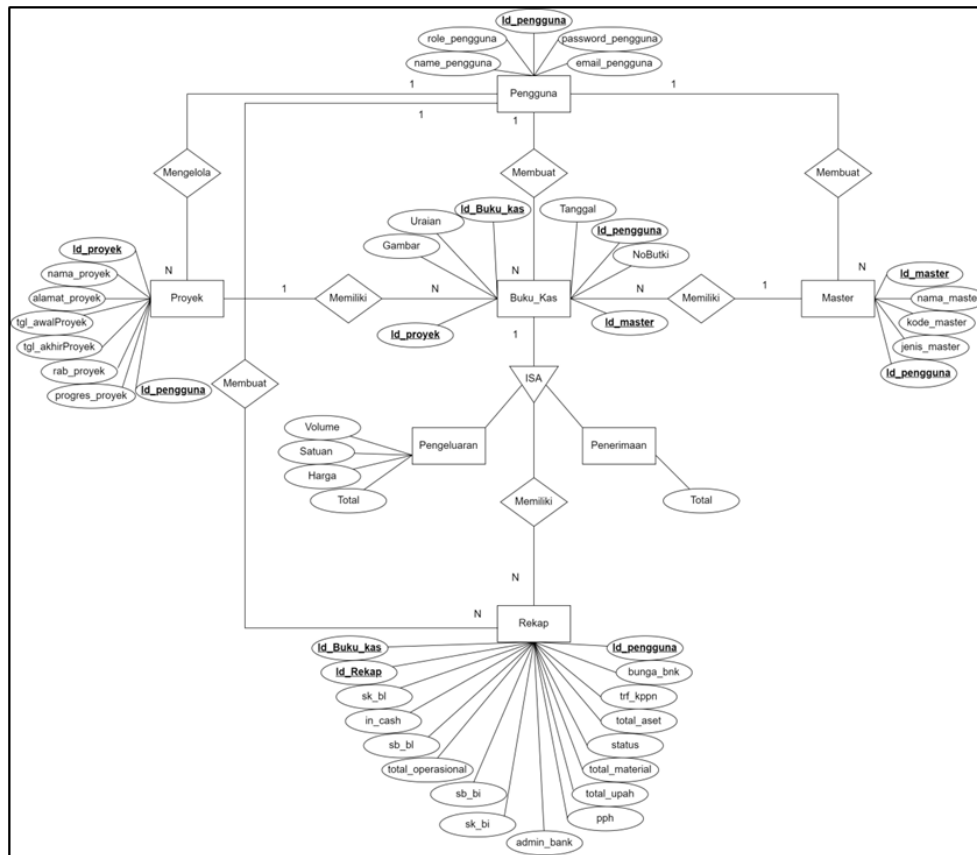 Id_pengguna
role_pengguna
password_pengguna
name_pengguna
email_pengguna
Pengguna
1
1
1
1
Mengelola
Membuat
Membuat
Id_Buku_kas
Tanggal
Uraian
Id_pengguna
Gambar
NoButki
Id_proyek
nama_proyek
alamat_proyek
tgl_awalProyek
tgl_akhirProyek
rab_proyek
progres_proyek
Id_pengguna
N
Proyek
1
Memiliki
N
N
Buku_Kas
N
Memiliki
1
N
Master
Id_master
nama_master
kode_master
jenis_master
Id_pengguna
Id_proyek
Id_master
1
Membuat
ISA
Volume
Satuan
Harga
Total
Pengeluaran
Penerimaan
Total
Memiliki
N
N
Rekap
Id_Buku_kas
Id_Rekap
sk_bl
in_cash
sb_bl
total_operasional
sb_bi
sk_bi
admin_bank
Id_pengguna
bunga_bnk
trf_kppn
total_aset
status
total_material
total_upah
pph